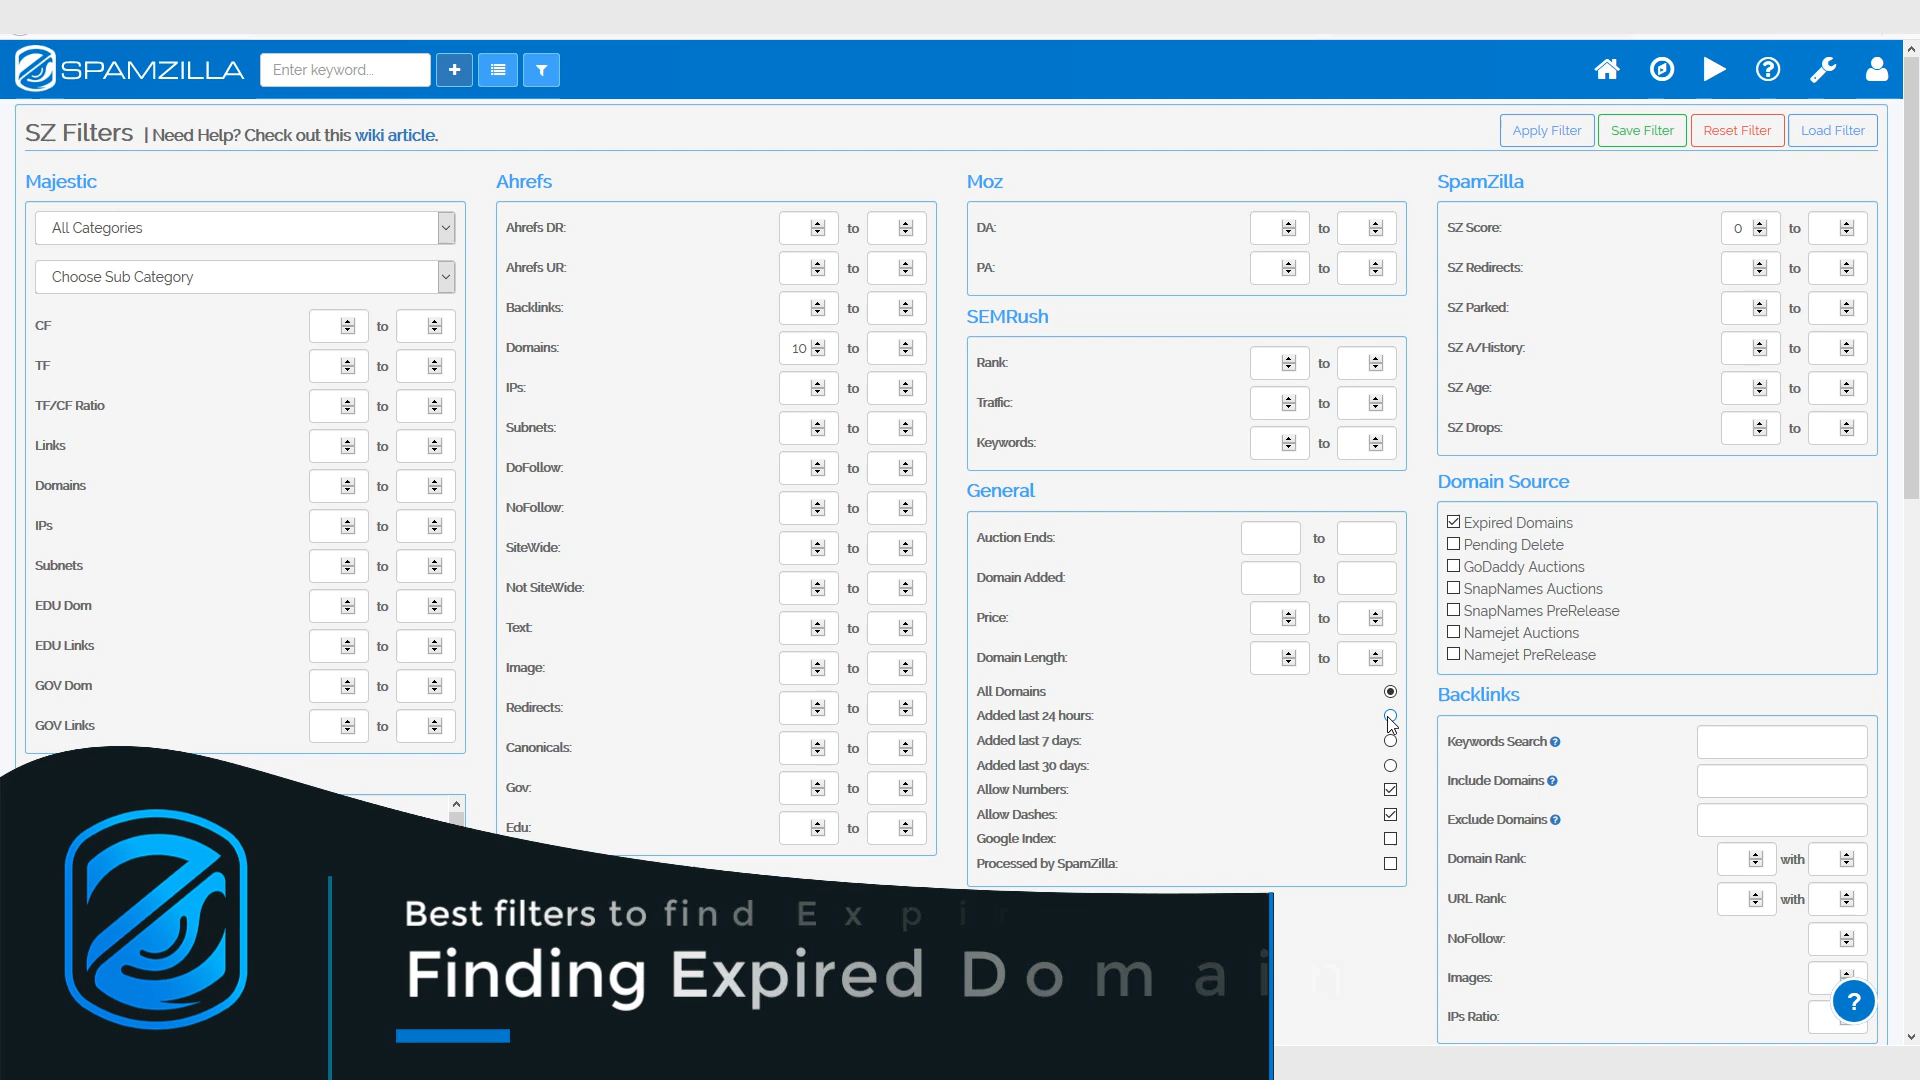 SPAMZILLA
Enter keyword...
SZ Filters | Need Help? Check out this wiki article.
Apply Filter
Save Filter
Reset Filter
Load Filter
Majestic
All Categories
Choose Sub Category
CF to
TF to
TF/CF Ratio to
Links to
Domains to
IPs to
Subnets to
EDU Dom to
EDU Links to
GOV Dom to
GOV Links to
Ahrefs
Ahrefs DR: to
Ahrefs UR: to
Backlinks: to
Domains: 10 to
IPs: to
Subnets: to
DoFollow: to
NoFollow: to
SiteWide: to
Not SiteWide: to
Text: to
Image: to
Redirects: to
Canonicals: to
Gov: to
Edu: to
Moz
DA: to
PA: to
SEMRush
Rank: to
Traffic: to
Keywords: to
General
Auction Ends: to
Domain Added: to
Price: to
Domain Length: to
All Domains
Added last 24 hours:
Added last 7 days:
Added last 30 days:
Allow Numbers:
Allow Dashes:
Google Index:
Processed by SpamZilla:
SpamZilla
SZ Score: 0 to
SZ Redirects: to
SZ Parked: to
SZ A/History: to
SZ Age: to
SZ Drops: to
Domain Source
Expired Domains
Pending Delete
GoDaddy Auctions
SnapNames Auctions
SnapNames PreRelease
Namejet Auctions
Namejet PreRelease
Backlinks
Keywords Search ?
Include Domains ?
Exclude Domains ?
Domain Rank: with
URL Rank: with
NoFollow:
Images:
IPs Ratio:
?
Best filters to find Expi
Finding Expired Domain